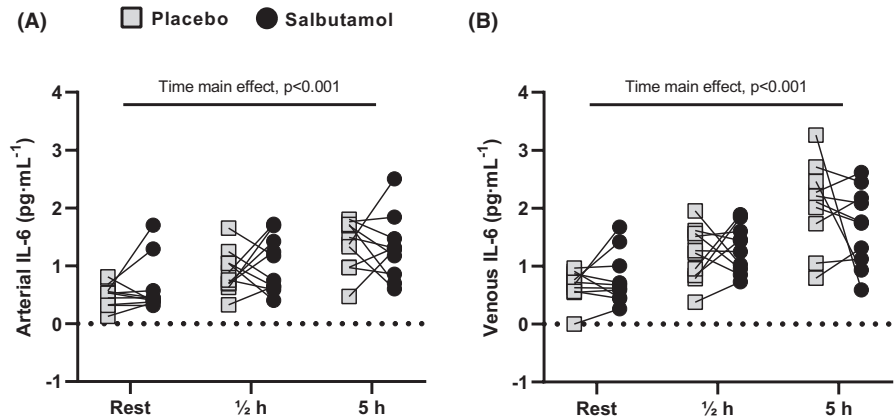 (A)
Placebo
Salbutamol
(B)
Time main effect, p<0.001
Arterial IL-6 (pg·mL⁻¹)
4
3
2
1
0
-1
Rest
½ h
5 h
Time main effect, p<0.001
Venous IL-6 (pg·mL⁻¹)
4
3
2
1
0
-1
Rest
½ h
5 h